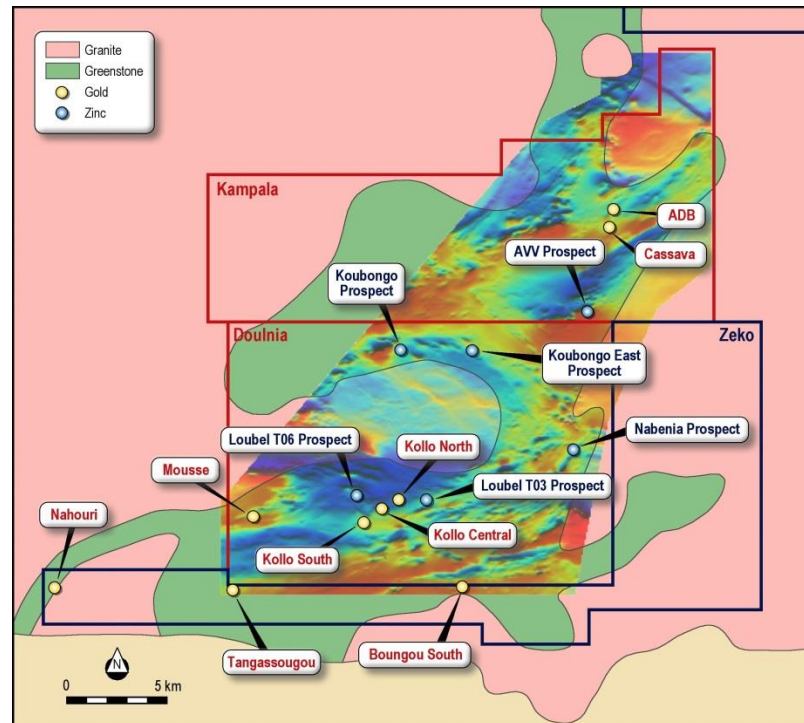 Granite
Greenstone
Gold
Zinc
Kampala
ADB
Cassava
AVV Prospect
Koubongo
Prospect
Doulnia
Zeko
Koubongo East
Prospect
Nabenia Prospect
Loubel T06 Prospect
Kollo North
Mousse
Loubel T03 Prospect
Nahouri
Kollo Central
Kollo South
Tangassougou
Boungou South
N
0
5 km